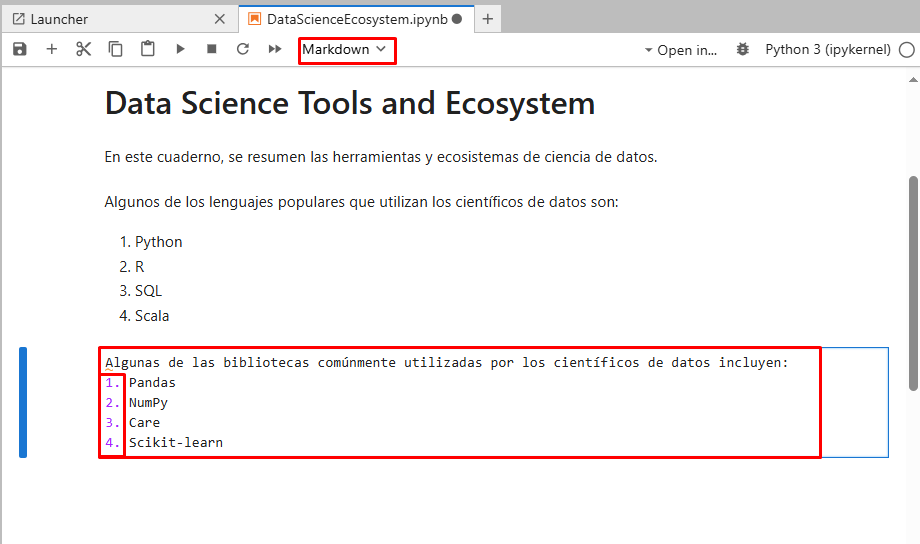 Launcher
DataScienceEcosystem.ipynb
Markdown
Open in...
Python 3 (ipykernel)
Data Science Tools and Ecosystem
En este cuaderno, se resumen las herramientas y ecosistemas de ciencia de datos.
Algunos de los lenguajes populares que utilizan los científicos de datos son:
1. Python
2. R
3. SQL
4. Scala
Algunas de las bibliotecas comúnmente utilizadas por los científicos de datos incluyen:
1. Pandas
2. NumPy
3. Care
4. Scikit-learn